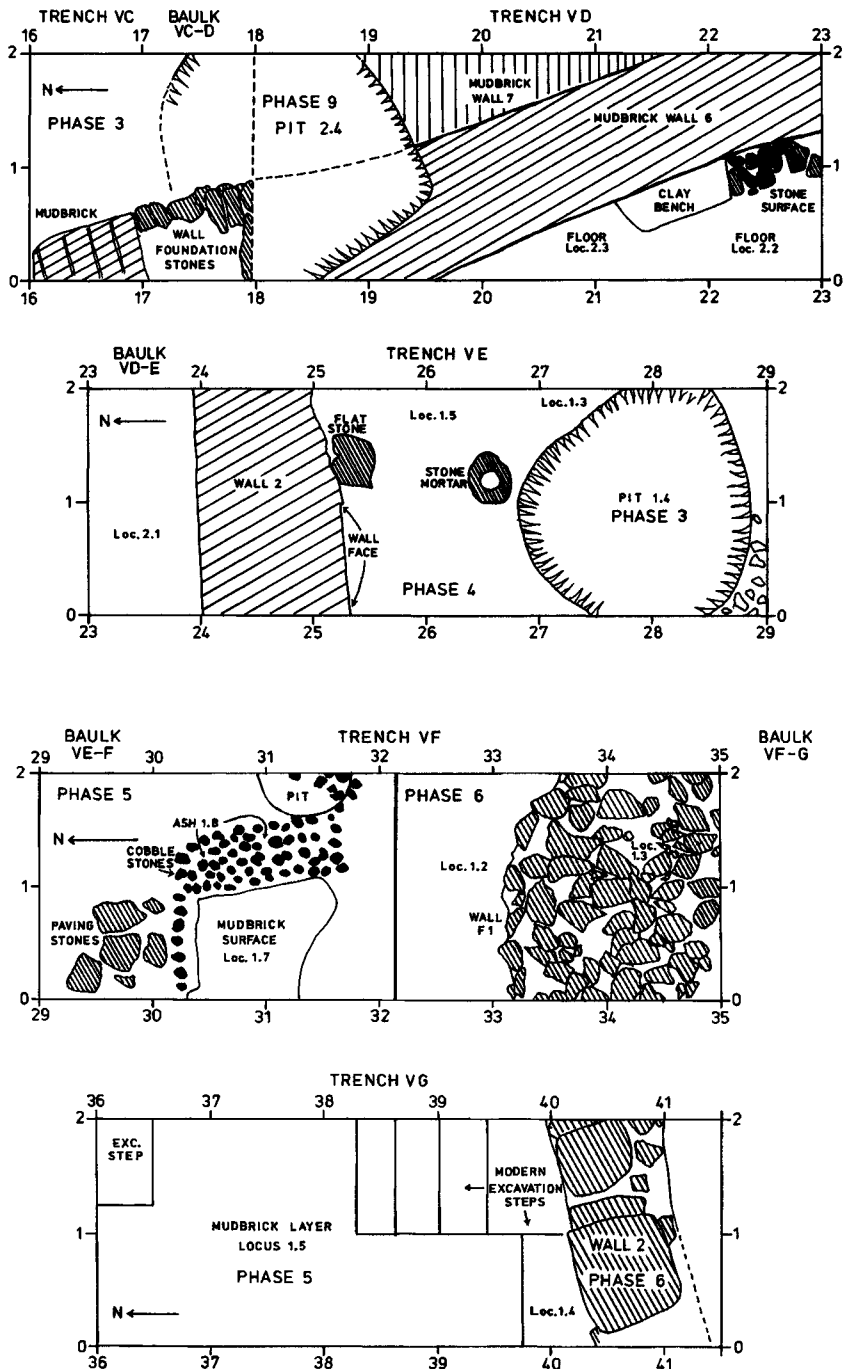 TRENCH VC BAULK VC-D TRENCH VD
16 17 18 19 20 21 22 23
2 2
N
PHASE 3
PHASE 9
PIT 2.4
MUDBRICK
WALL 7
MUDBRICK WALL 6
1 1
MUDBRICK
WALL
FOUNDATION
STONES
CLAY
BENCH
STONE
SURFACE
FLOOR
Loc. 2.3
FLOOR
Loc. 2.2
0 0
16 17 18 19 20 21 22 23
BAULK
VD-E
TRENCH VE
23 24 25 26 27 28 29
2 2
N
FLAT
STONE
Loc. 1.5
Loc. 1.3
WALL 2
STONE
MORTAR
1 1
PIT 1.4
PHASE 3
Loc. 2.1
WALL
FACE
PHASE 4
0 0
23 24 25 26 27 28 29
BAULK
VE-F
TRENCH VF
BAULK
VF-G
29 30 31 32 33 34 35
2 2
PHASE 5
PIT
PHASE 6
N
ASH 1.8
COBBLE
STONES
Loc. 1.2
Loc.
1.3
1 1
PAVING
STONES
MUDBRICK
SURFACE
Loc. 1.7
WALL
F1
0 0
29 30 31 32 33 34 35
TRENCH VG
36 37 38 39 40 41
2 2
EXC.
STEP
MODERN
EXCAVATION
STEPS
MUDBRICK LAYER
LOCUS 1.5
PHASE 5
1 1
WALL 2
PHASE 6
N
Loc. 1.4
0 0
36 37 38 39 40 41